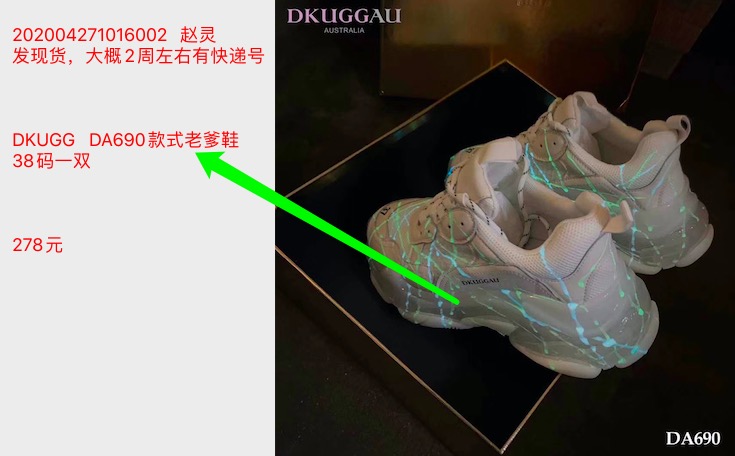 202004271016002 赵灵
发现货，大概2周左右有快递号
DKUGG DA690款式老爹鞋
38码一双
278元
DKUGGAU
AUSTRALIA
DKUGGAU
DA690